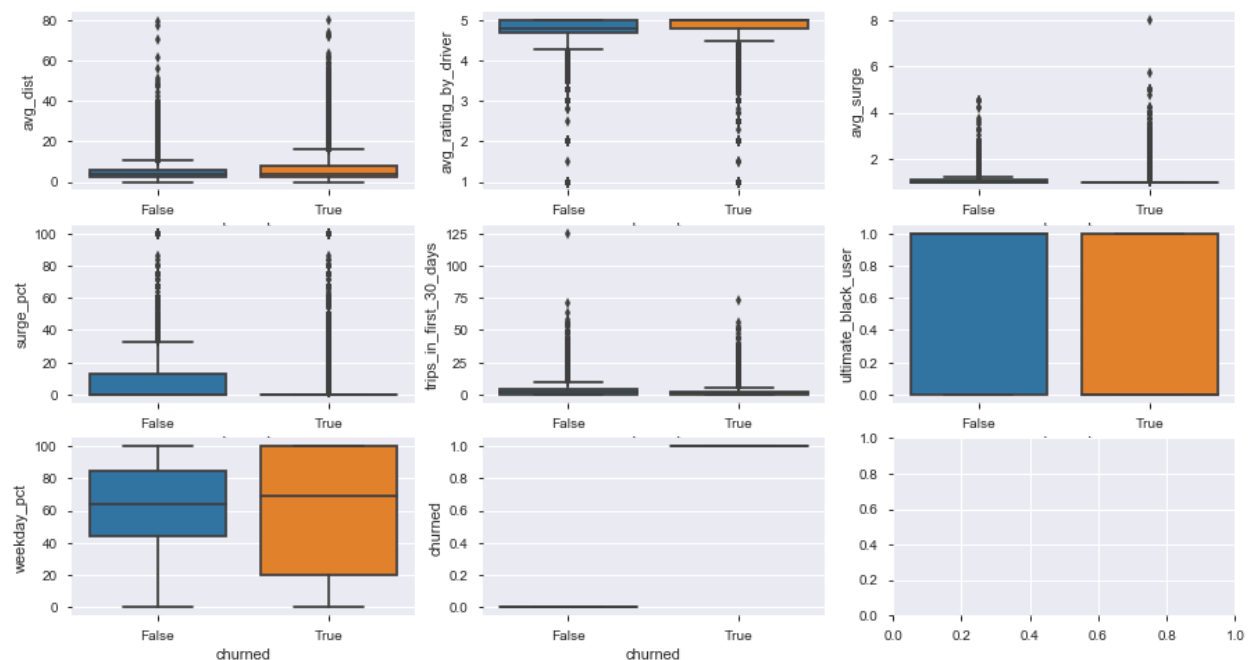 avg_dist
80
60
40
20
0
False True
avg_rating_by_driver
5
4
3
2
1
False True
avg_surge
8
6
4
2
False True
surge_pct
100
80
60
40
20
0
False True
trips_in_first_30_days
125
100
75
50
25
0
False True
ultimate_black_user
1.0
0.8
0.6
0.4
0.2
0.0
False True
weekday_pct
100
80
60
40
20
0
False True
churned
churned
1.0
0.8
0.6
0.4
0.2
0.0
False True
churned
1.0
0.8
0.6
0.4
0.2
0.0
0.0 0.2 0.4 0.6 0.8 1.0